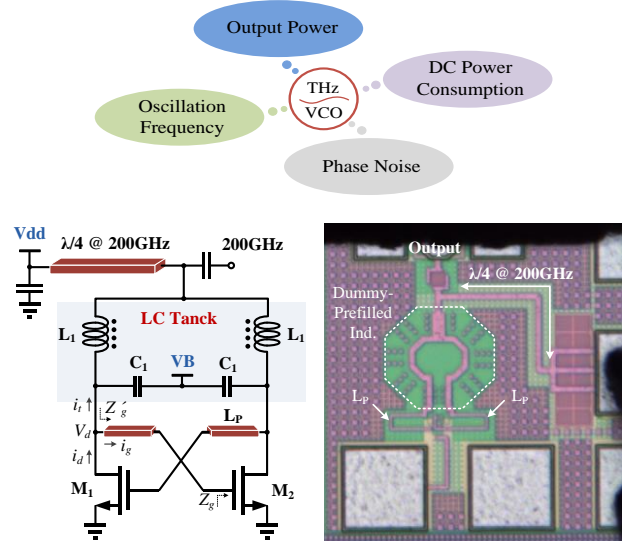 Output Power
THz
VCO
DC Power
Consumption
Oscillation
Frequency
Phase Noise
Vdd
λ/4 @ 200GHz
200GHz
L1
LC Tanck
L1
C1
VB
C1
it
Z´g
LP
Vd
ig
id
M1
Zg
M2
Output
λ/4 @ 200GHz
Dummy-
Prefilled
Ind.
LP
LP